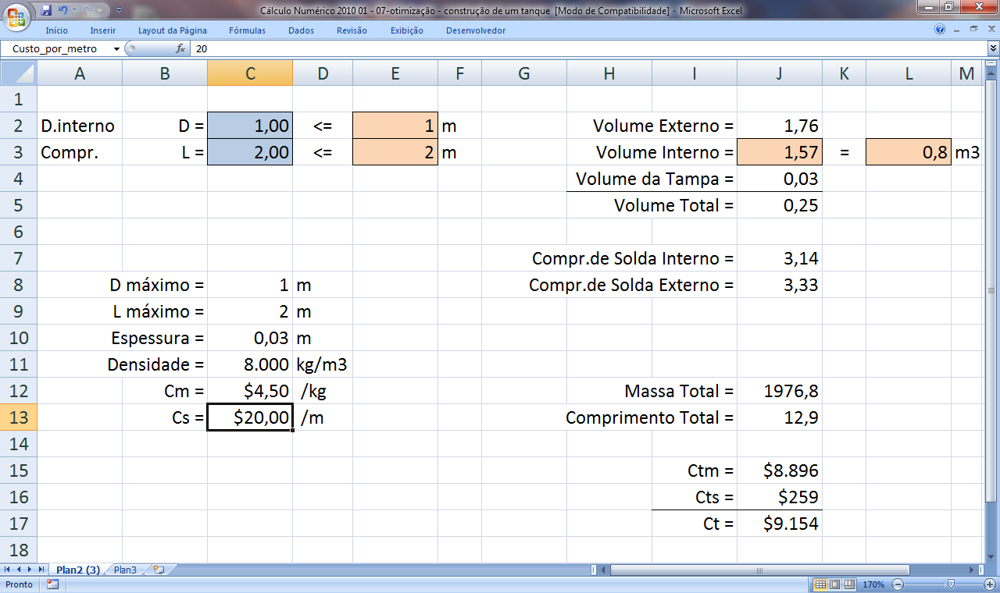 Cálculo Numérico 2010 01 - 07-otimização - construção de um tanque [Modo de Compatibilidade] - Microsoft Excel
Início Inserir Layout da Página Fórmulas Dados Revisão Exibição Desenvolvedor
Custo_por_metro fx 20
A B C D E F G H I J K L M
1
2 D.interno D = 1,00 <= 1 m Volume Externo = 1,76
3 Compr. L = 2,00 <= 2 m Volume Interno = 1,57 = 0,8 m3
4 Volume da Tampa = 0,03
5 Volume Total = 0,25
6
7 Compr.de Solda Interno = 3,14
8 D máximo = 1 m Compr.de Solda Externo = 3,33
9 L máximo = 2 m
10 Espessura = 0,03 m
11 Densidade = 8.000 kg/m3
12 Cm = $4,50 /kg Massa Total = 1976,8
13 Cs = $20,00 /m Comprimento Total = 12,9
14
15 Ctm = $8.896
16 Cts = $259
17 Ct = $9.154
18
Plan2 (3) Plan3
Pronto 170%